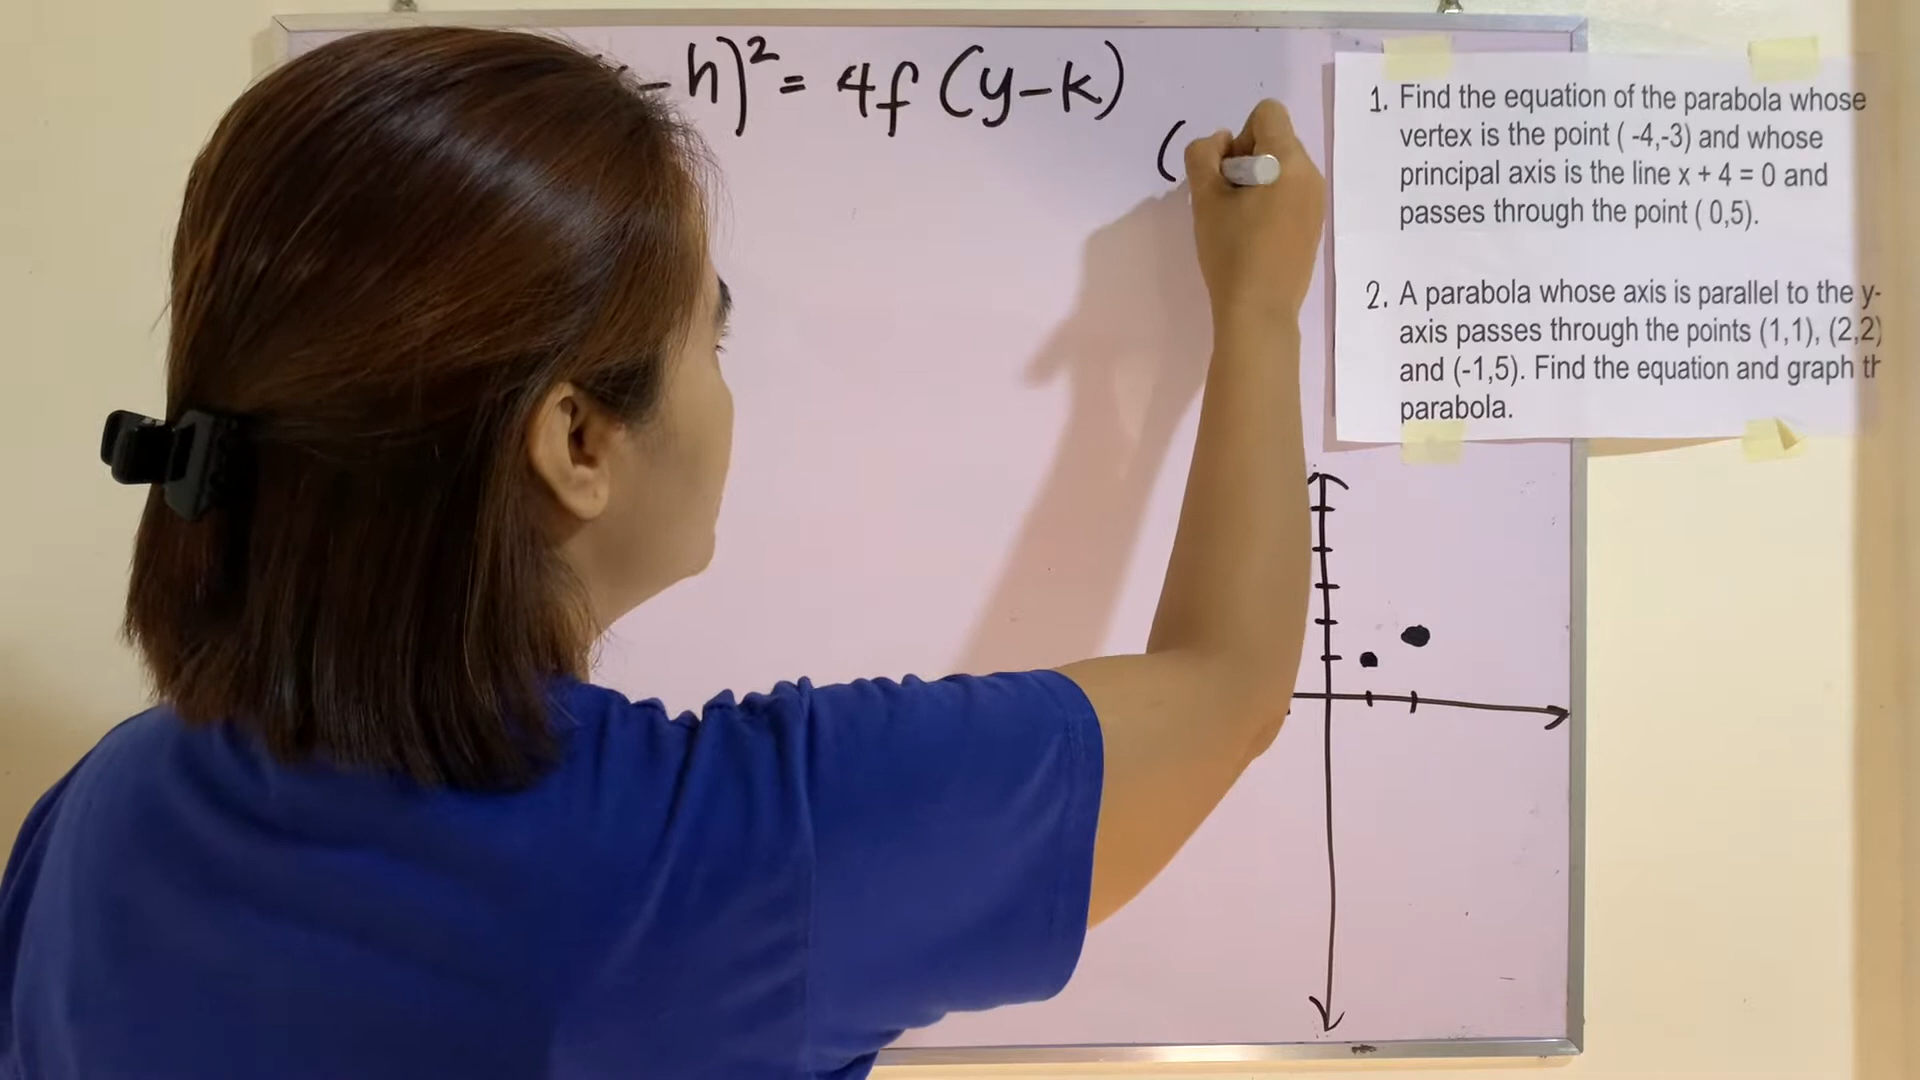 - h)² = 4f (y-k)
(
1. Find the equation of the parabola whose
vertex is the point ( -4,-3) and whose
principal axis is the line x + 4 = 0 and
passes through the point ( 0,5).
2. A parabola whose axis is parallel to the y-
axis passes through the points (1,1), (2,2)
and (-1,5). Find the equation and graph
parabola.